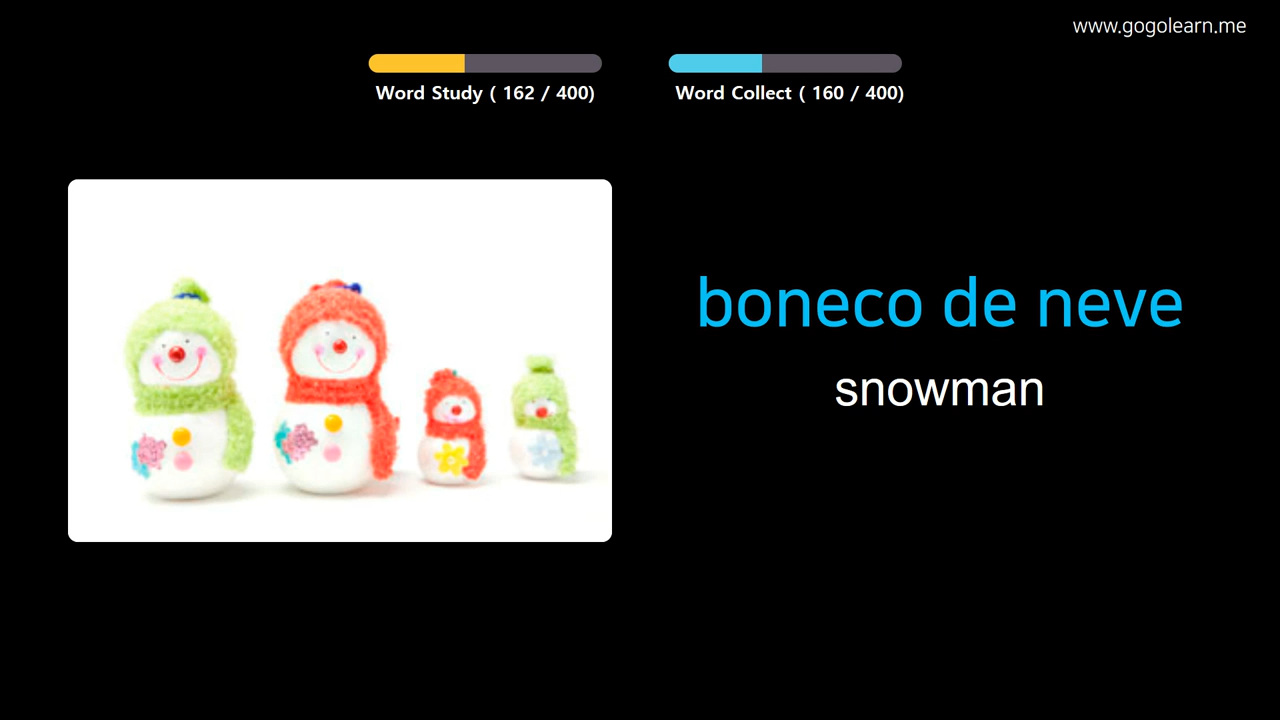 www.gogolearn.me
Word Study ( 162 / 400)
Word Collect ( 160 / 400)
boneco de neve
snowman